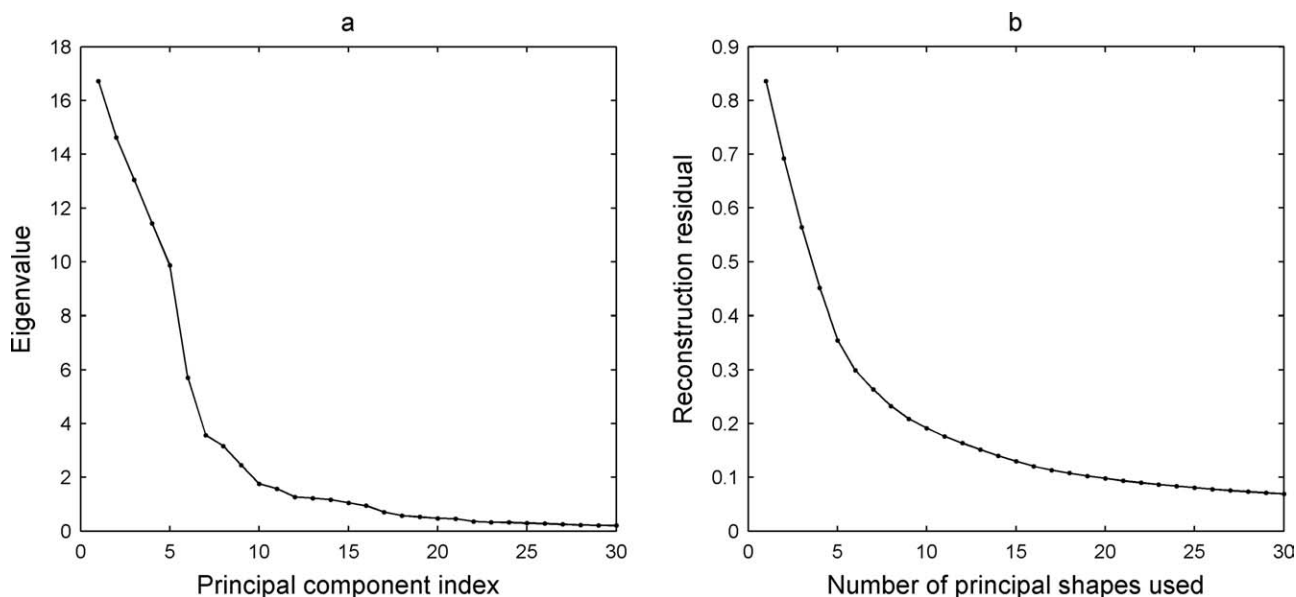 a
18
16
14
12
10
8
6
4
2
0
Eigenvalue
0 5 10 15 20 25 30
Principal component index
b
0.9
0.8
0.7
0.6
0.5
0.4
0.3
0.2
0.1
0
Reconstruction residual
0 5 10 15 20 25 30
Number of principal shapes used